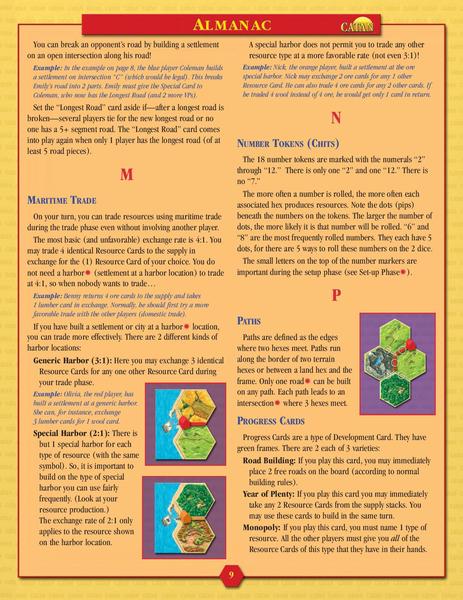 ALMANAC
CATAN
You can break an opponent's road by building a settlement
on an open intersection along his road!
Example: In the example on page 8, the blue player Coleman builds
a settlement on intersection "C" (which would be legal). This breaks
Emily's road into 2 parts. Emily must give the Special Card to
Coleman, who now has the Longest Road (and 2 more VPs).
Set the "Longest Road" card aside if—after a longest road is
broken—several players tie for the new longest road or no
one has a 5+ segment road. The "Longest Road" card comes
into play again when only 1 player has the longest road (of at
least 5 road pieces).
M
MARITIME TRADE
On your turn, you can trade resources using maritime trade
during the trade phase even without involving another player.
The most basic (and unfavorable) exchange rate is 4:1. You
may trade 4 identical Resource Cards to the supply in
exchange for the (1) Resource Card of your choice. You do
not need a harbor* (settlement at a harbor location) to trade
at 4:1, so when nobody wants to trade…
Example: Benny returns 4 ore cards to the supply and takes
1 lumber card in exchange. Normally, he should first try a more
favorable trade with the other players (domestic trade).
If you have built a settlement or city at a harbor* location,
you can trade more effectively. There are 2 different kinds of
harbor locations:
Generic Harbor (3:1): Here you may exchange 3 identical
Resource Cards for any one other Resource Card during
your trade phase.
Example: Olivia, the red player, has
built a settlement at a generic harbor.
She can, for instance, exchange
3 lumber cards for 1 wool card.
Special Harbor (2:1): There is
but 1 special harbor for each
type of resource (with the same
symbol). So, it is important to
build on the type of special
harbor you can use fairly
frequently. (Look at your
resource production.)
The exchange rate of 2:1 only
applies to the resource shown
on the harbor location.
A special harbor does not permit you to trade any other
resource type at a more favorable rate (not even 3:1)!
Example: Nick, the orange player, built a settlement at the ore
special harbor. Nick may exchange 2 ore cards for any 1 other
Resource Card. He can also trade 4 ore cards for any 2 other cards. If
he traded 4 wool instead of 4 ore, he would get only 1 card in return.
N
NUMBER TOKENS (CHITS)
The 18 number tokens are marked with the numerals "2"
through "12." There is only one "2" and one "12." There is
no "7."
The more often a number is rolled, the more often each
associated hex produces resources. Note the dots (pips)
beneath the numbers on the tokens. The larger the number of
dots, the more likely it is that number will be rolled. "6" and
"8" are the most frequently rolled numbers. They each have 5
dots, for there are 5 ways to roll these numbers on the 2 dice.
The small letters on the top of the number markers are
important during the setup phase (see Set-up Phase*).
P
PATHS
Paths are defined as the edges
where two hexes meet. Paths run
along the border of two terrain
hexes or between a land hex and the
frame. Only one road* can be built
on any path. Each path leads to an
intersection* where 3 hexes meet.
PROGRESS CARDS
Progress Cards are a type of Development Card. They have
green frames. There are 2 each of 3 varieties:
Road Building: If you play this card, you may immediately
place 2 free roads on the board (according to normal
building rules).
Year of Plenty: If you play this card you may immediately
take any 2 Resource Cards from the supply stacks. You
may use these cards to build in the same turn.
Monopoly: If you play this card, you must name 1 type of
resource. All the other players must give you all of the
Resource Cards of this type that they have in their hands.
9